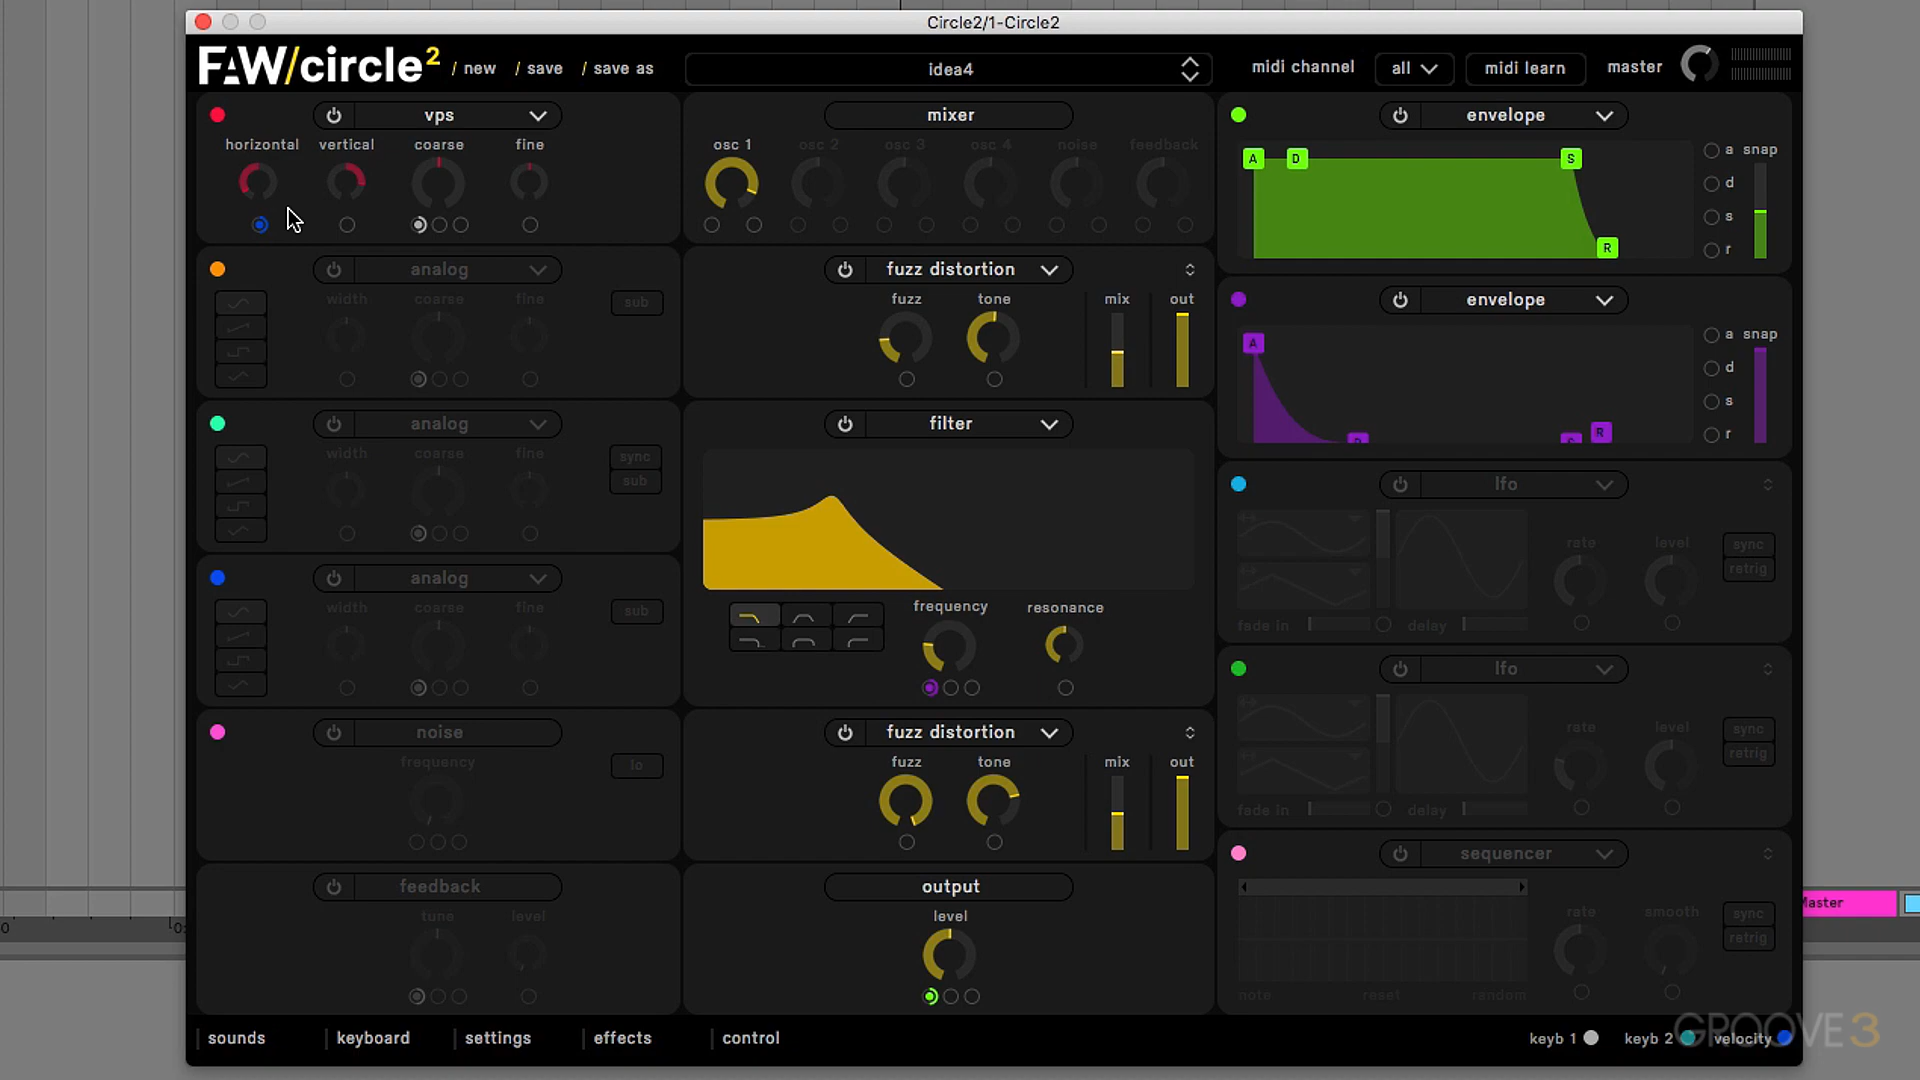 Circle2/1-Circle2
FAW/circle² / new / save / save as idea4 midi channel all midi learn master
vps
horizontal vertical coarse fine
mixer
osc 1 osc 2 osc 3 osc 4 noise feedback
envelope
A D S R
a snap
d
s
r
analog
width coarse fine sub
fuzz distortion
fuzz tone mix out
envelope
A D S R
a snap
d
s
r
analog
width coarse fine sync
sub
filter
frequency resonance
lfo
rate level sync
retrig
fade in delay
analog
width coarse fine sub
lfo
rate level sync
retrig
fade in delay
noise
frequency lo
fuzz distortion
fuzz tone mix out
sequencer
rate smooth sync
retrig
note reset random
feedback
tune level
output
level
Master
sounds keyboard settings effects control keyb 1 keyb 2 velocity
GROOVE3